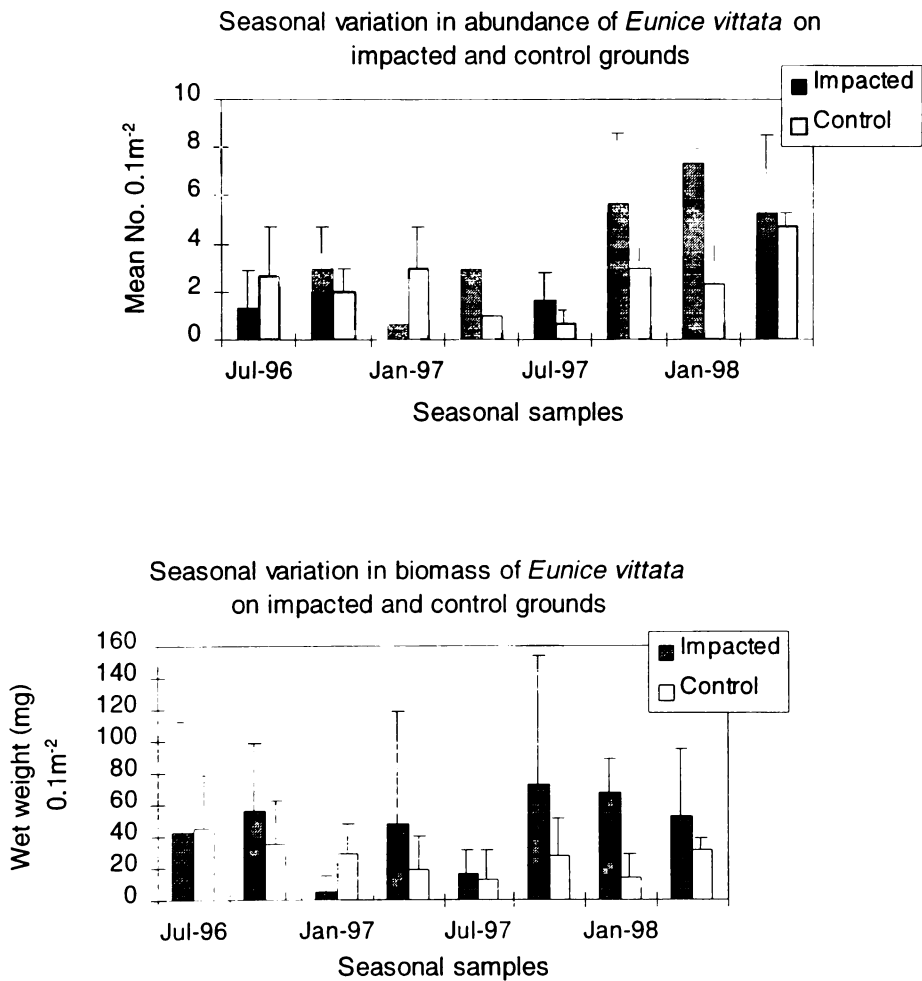 Seasonal variation in abundance of Eunice vittata on
impacted and control grounds
Impacted
Control
10
8
6
4
2
0
Mean No. 0.1m⁻²
Jul-96 Jan-97 Jul-97 Jan-98
Seasonal samples
Seasonal variation in biomass of Eunice vittata
on impacted and control grounds
Impacted
Control
160
140
120
100
80
60
40
20
0
Wet weight (mg)
0.1m⁻²
Jul-96 Jan-97 Jul-97 Jan-98
Seasonal samples